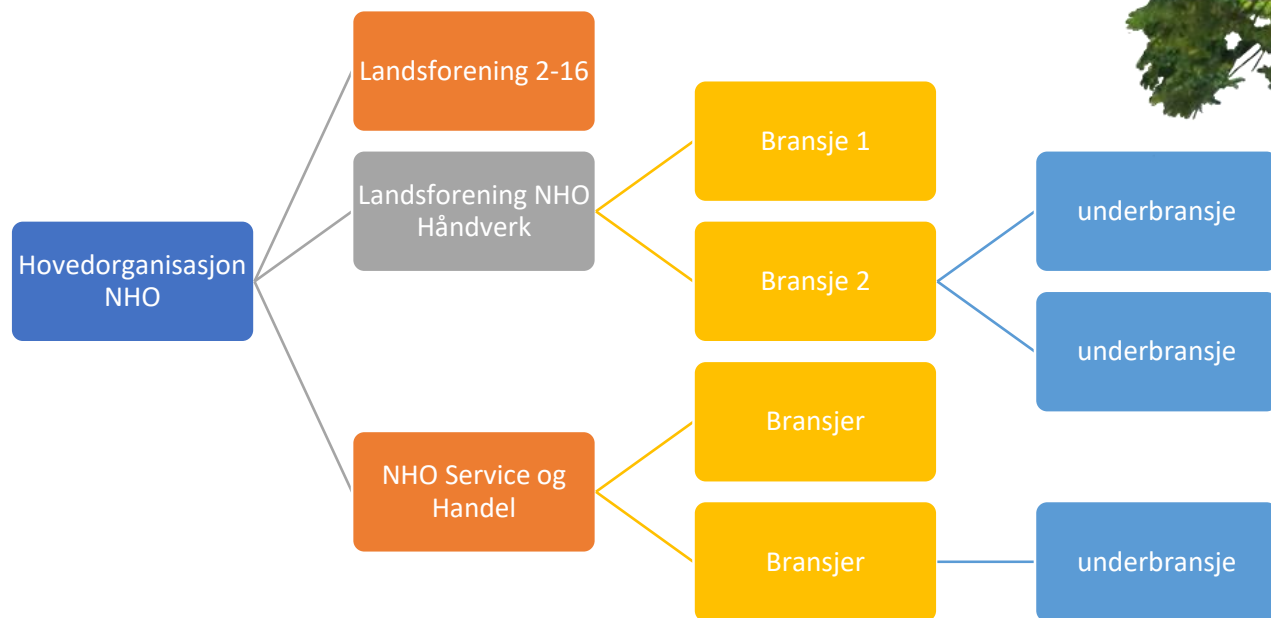 Hovedorganisasjon
NHO
Landsforening 2-16
Landsforening NHO
Håndverk
NHO Service og
Handel
Bransje 1
Bransje 2
Bransjer
Bransjer
underbransje
underbransje
underbransje